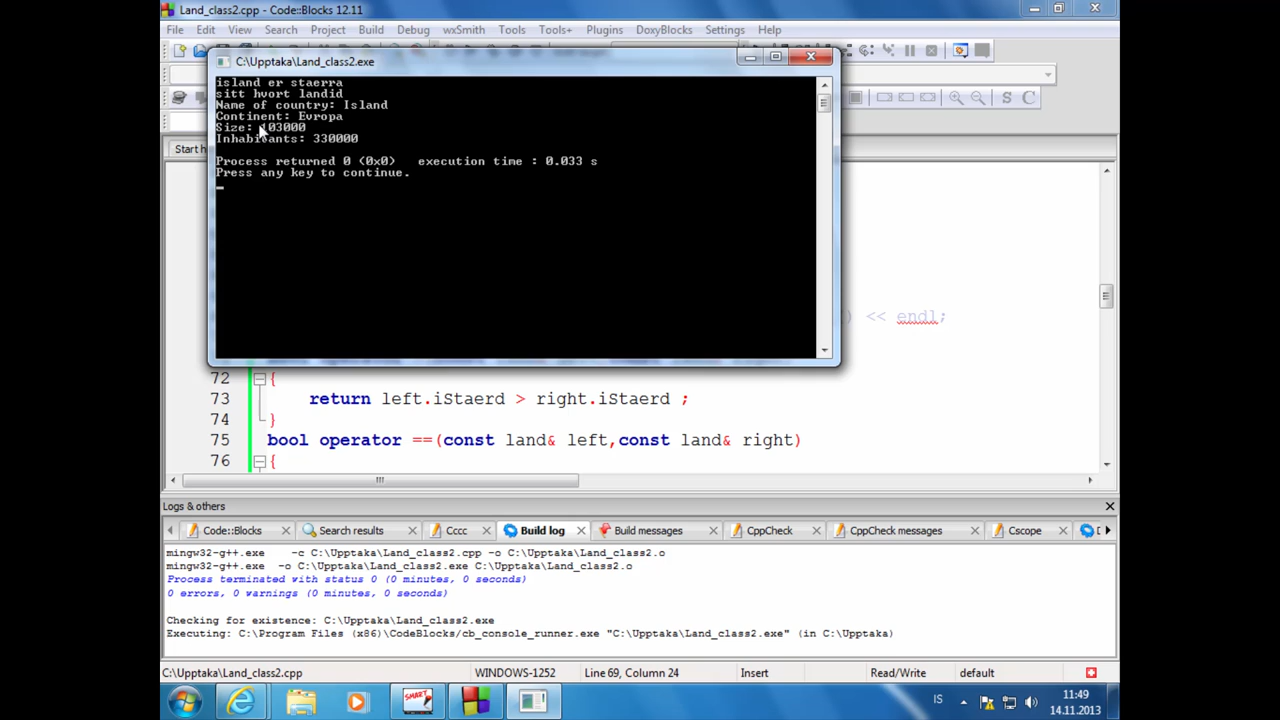 Land_class2.cpp - Code::Blocks 12.11
File Edit View Search Project Build Debug wxSmith Tools Tools+ Plugins DoxyBlocks Settings Help
C:\Upptaka\Land_class2.exe
island er staerra
sitt hvort landid
Name of country: Island
Continent: Evropa
Size: 103000
Inhabitants: 330000
Process returned 0 (0x0) execution time : 0.033 s
Press any key to continue.
S C
Start h
) << endl;
72 {
73 return left.iStaerd > right.iStaerd ;
74 }
75 bool operator ==(const land& left,const land& right)
76 {
Logs & others
Code::Blocks Search results Cccc Build log Build messages CppCheck CppCheck messages Cscope
mingw32-g++.exe -c C:\Upptaka\Land_class2.cpp -o C:\Upptaka\Land_class2.o
mingw32-g++.exe -o C:\Upptaka\Land_class2.exe C:\Upptaka\Land_class2.o
Process terminated with status 0 (0 minutes, 0 seconds)
0 errors, 0 warnings (0 minutes, 0 seconds)
Checking for existence: C:\Upptaka\Land_class2.exe
Executing: C:\Program Files (x86)\CodeBlocks/cb_console_runner.exe "C:\Upptaka\Land_class2.exe" (in C:\Upptaka)
C:\Upptaka\Land_class2.cpp WINDOWS-1252 Line 69, Column 24 Insert Read/Write default
SMART IS 11:49
14.11.2013